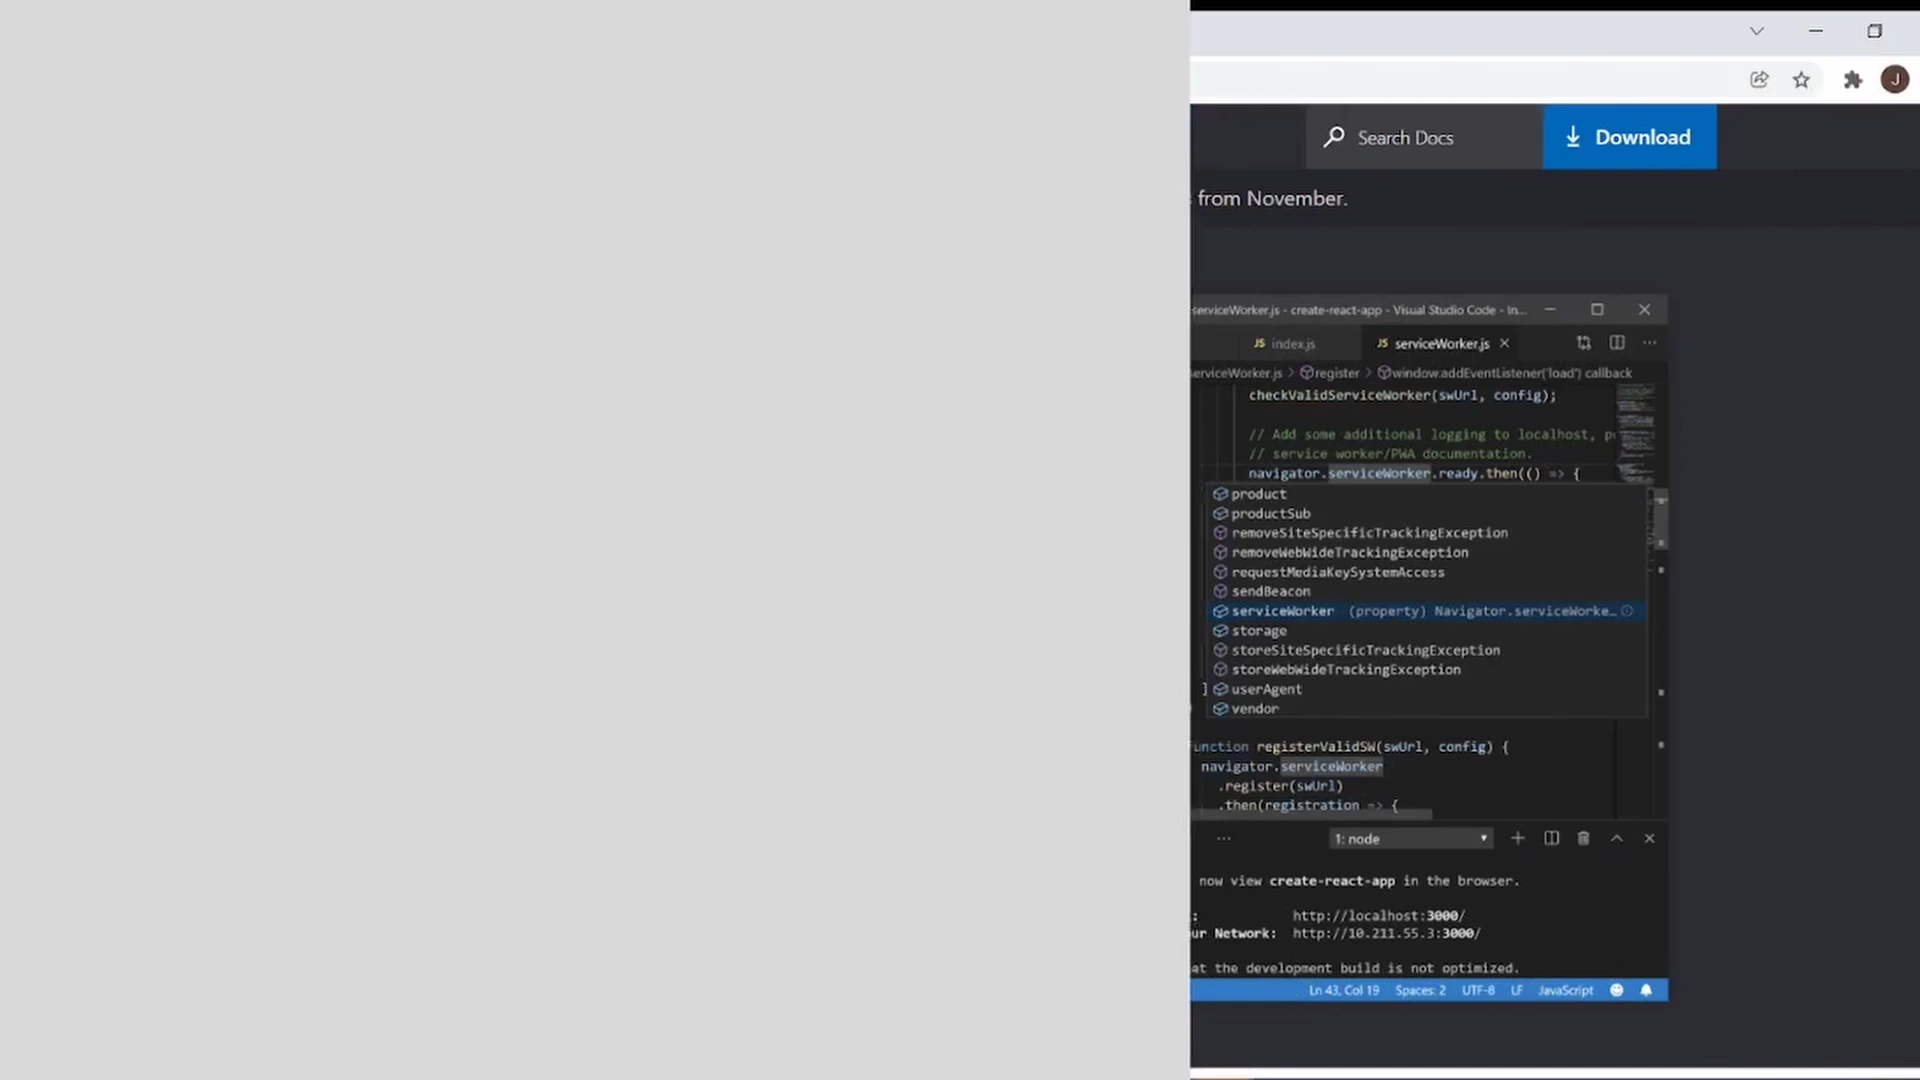 J
Search Docs
Download
from November.
serviceWorker.js - create-react-app - Visual Studio Code - In...
JS index.js
JS serviceWorker.js
serviceWorker.js > register > window.addEventListener('load') callback
checkValidServiceWorker(swUrl, config);
// Add some additional logging to localhost,
// service worker/PWA documentation.
navigator.serviceWorker.ready.then(() => {
product
productSub
removeSiteSpecificTrackingException
removeWebWideTrackingException
requestMediaKeySystemAccess
sendBeacon
serviceWorker (property) Navigator.serviceWorke…
storage
storeSiteSpecificTrackingException
storeWebWideTrackingException
userAgent
vendor
function registerValidSW(swUrl, config) {
navigator.serviceWorker
.register(swUrl)
.then(registration => {
1: node
now view create-react-app in the browser.
http://localhost:3000/
ur Network: http://10.211.55.3:3000/
at the development build is not optimized.
Ln 43, Col 19 Spaces: 2 UTF-8 LF JavaScript